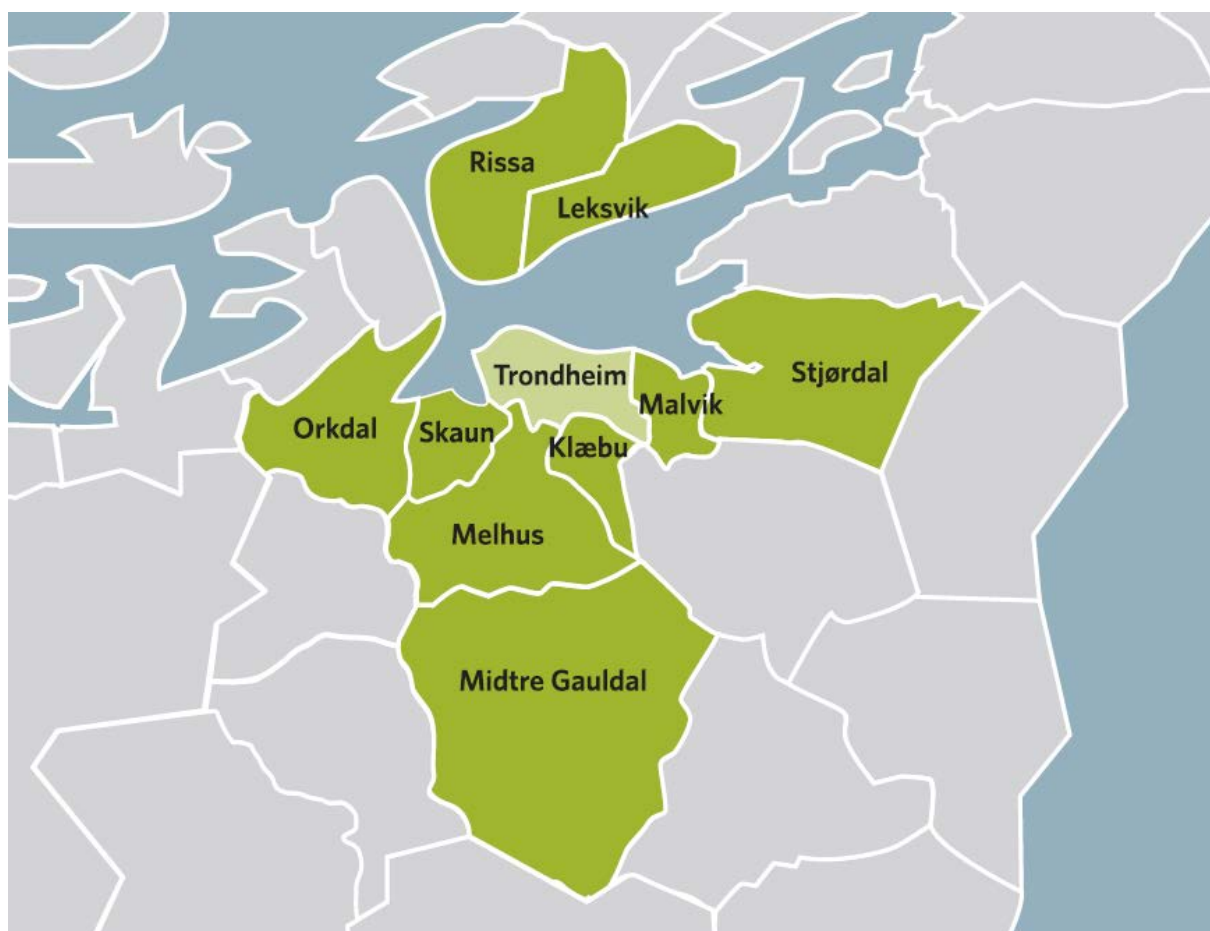 Rissa
Leksvik
Trondheim
Stjørdal
Malvik
Orkdal
Skaun
Klæbu
Melhus
Midtre Gauldal